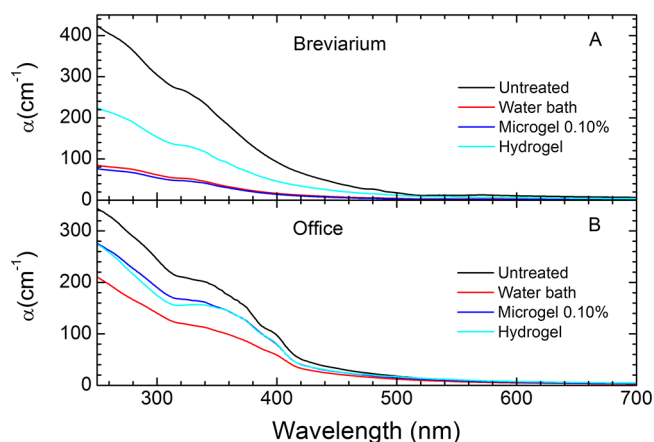 400
300
200
100
0
α(cm⁻¹)
Breviarium
A
Untreated
Water bath
Microgel 0.10%
Hydrogel
300
200
100
0
α(cm⁻¹)
Office
B
Untreated
Water bath
Microgel 0.10%
Hydrogel
300 400 500 600 700
Wavelength (nm)